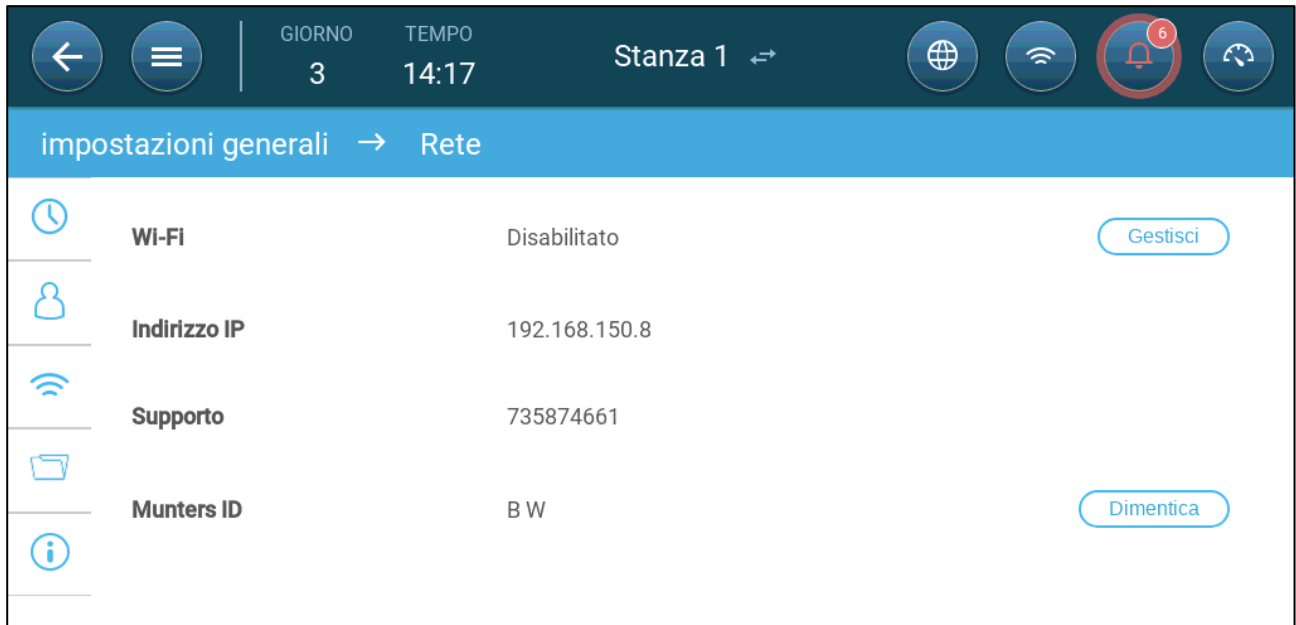 GIORNO TEMPO
3 14:17 Stanza 1 6
impostazioni generali → Rete
Wi-Fi Disabilitato Gestisci
Indirizzo IP 192.168.150.8
Supporto 735874661
Munters ID B W Dimentica